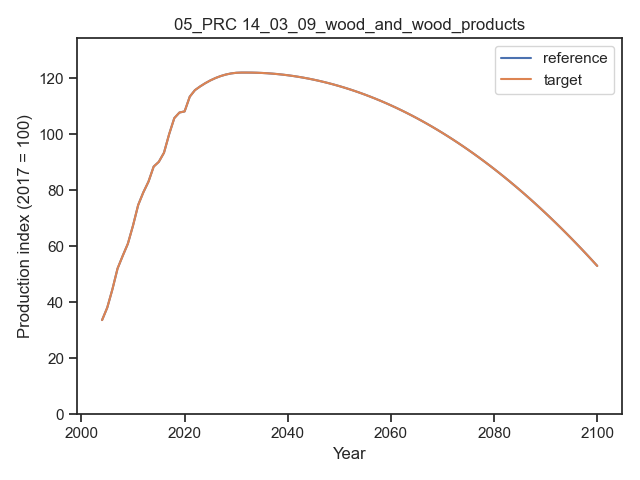 05_PRC 14_03_09_wood_and_wood_products
reference
target
Production index (2017 = 100)
120
100
80
60
40
20
0
2000 2020 2040 2060 2080 2100
Year